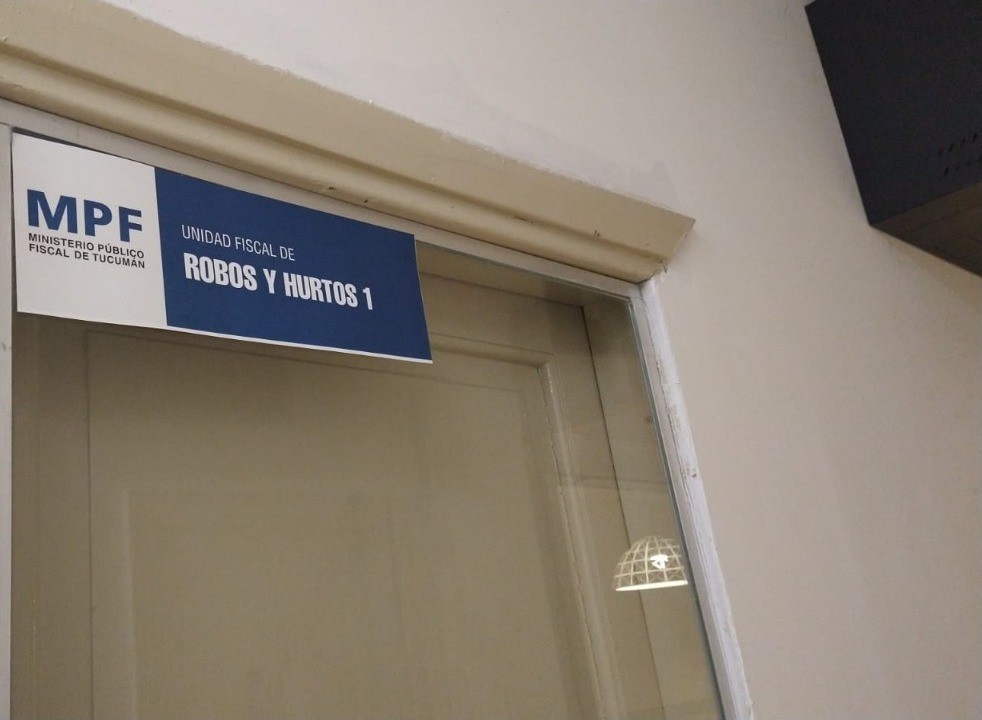 MPF
MINISTERIO PÚBLICO
FISCAL DE TUCUMÁN
UNIDAD FISCAL DE
ROBOS Y HURTOS 1